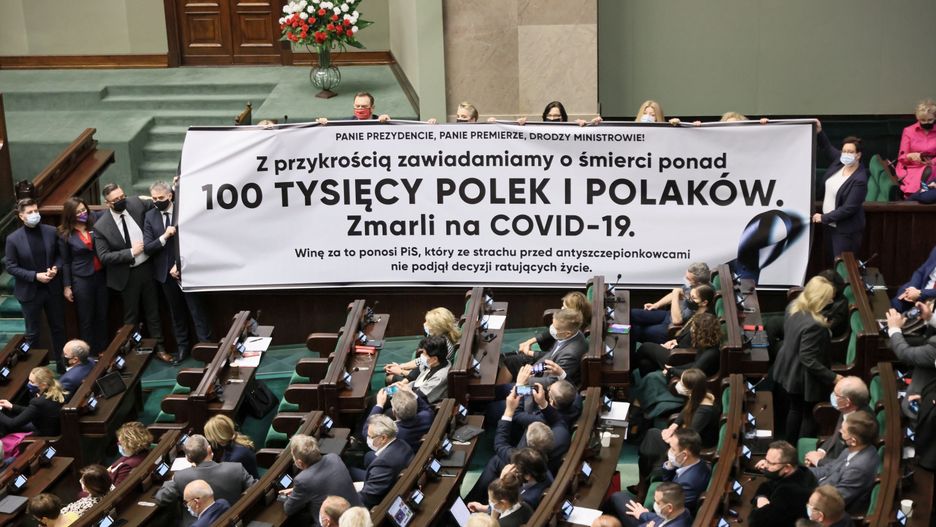 PANIE PREZYDENCIE, PANIE PREMIERZE, DRODZY MINISTROWIE!
Z przykrością zawiadamiamy o śmierci ponad
100 TYSIĘCY POLEK I POLAKÓW.
Zmarli na COVID-19.
Winę za to ponosi PiS, który ze strachu przed antyszczepionkowcami
nie podjął decyzji ratujących życie.